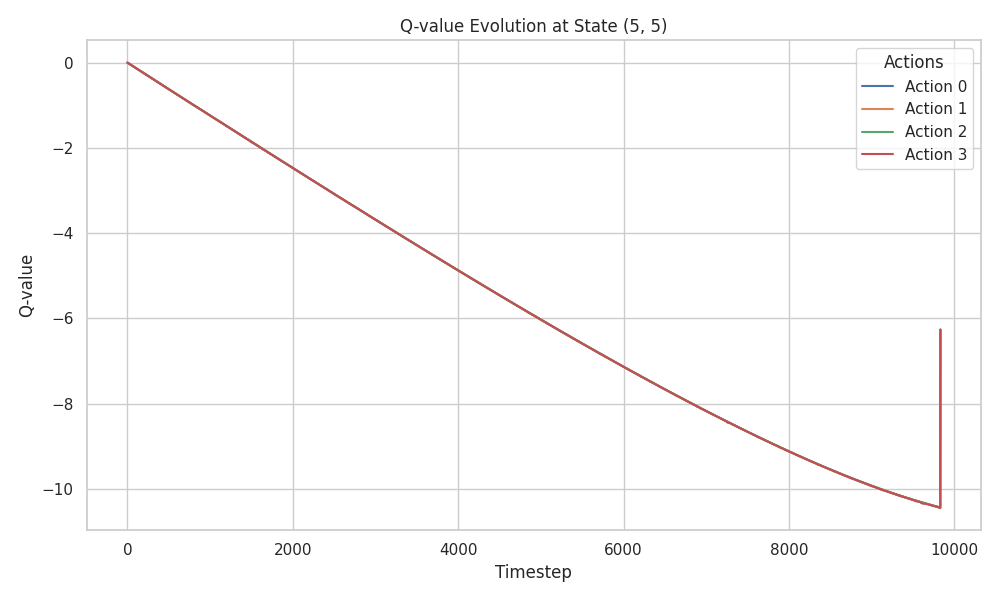 Q-value Evolution at State (5, 5)
Q-value
0
−2
−4
−6
−8
−10
Actions
Action 0
Action 1
Action 2
Action 3
0
2000
4000
6000
8000
10000
Timestep